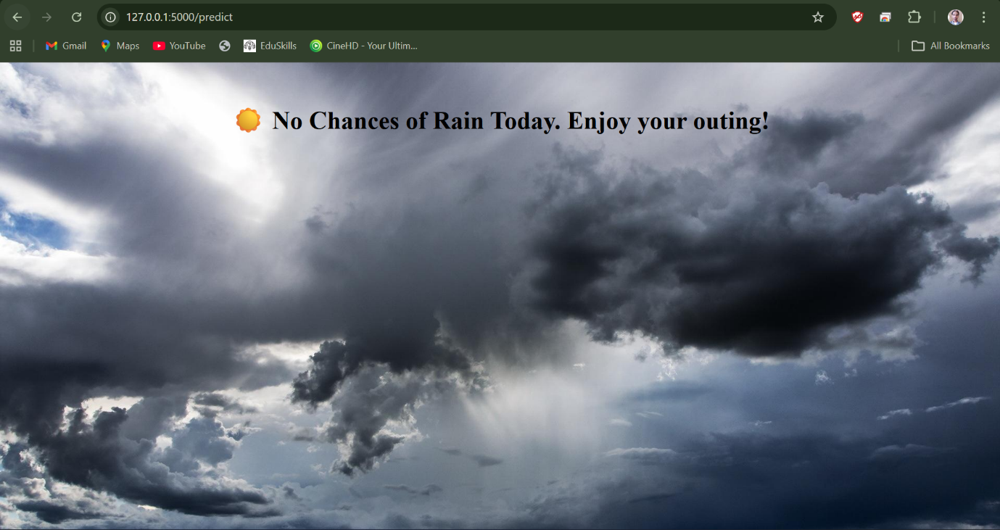 127.0.0.1:5000/predict
Gmail Maps YouTube EduSkills CineHD - Your Ultim... All Bookmarks
No Chances of Rain Today. Enjoy your outing!